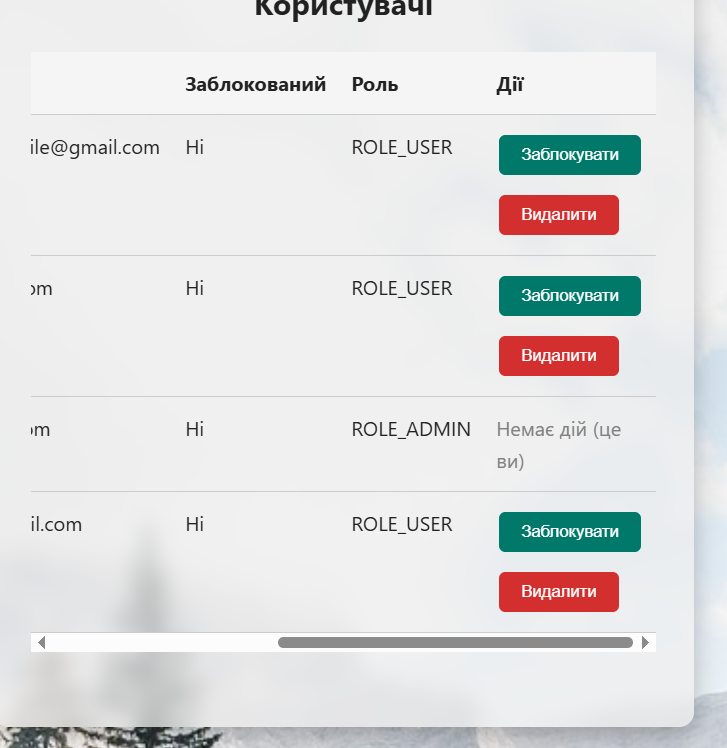 Користувачі
Заблокований Роль Дії
ile@gmail.com Ні ROLE_USER Заблокувати
Видалити
om Ні ROLE_USER Заблокувати
Видалити
om Ні ROLE_ADMIN Немає дій (це
ви)
il.com Ні ROLE_USER Заблокувати
Видалити